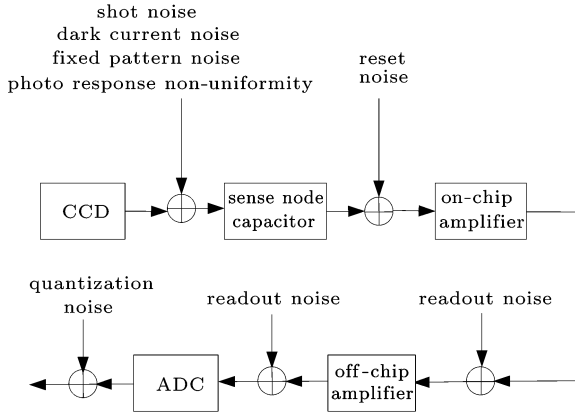 shot noise
dark current noise
fixed pattern noise
photo response non-uniformity
reset
noise
CCD
sense node
capacitor
on-chip
amplifier
quantization
noise
readout noise
readout noise
ADC
off-chip
amplifier